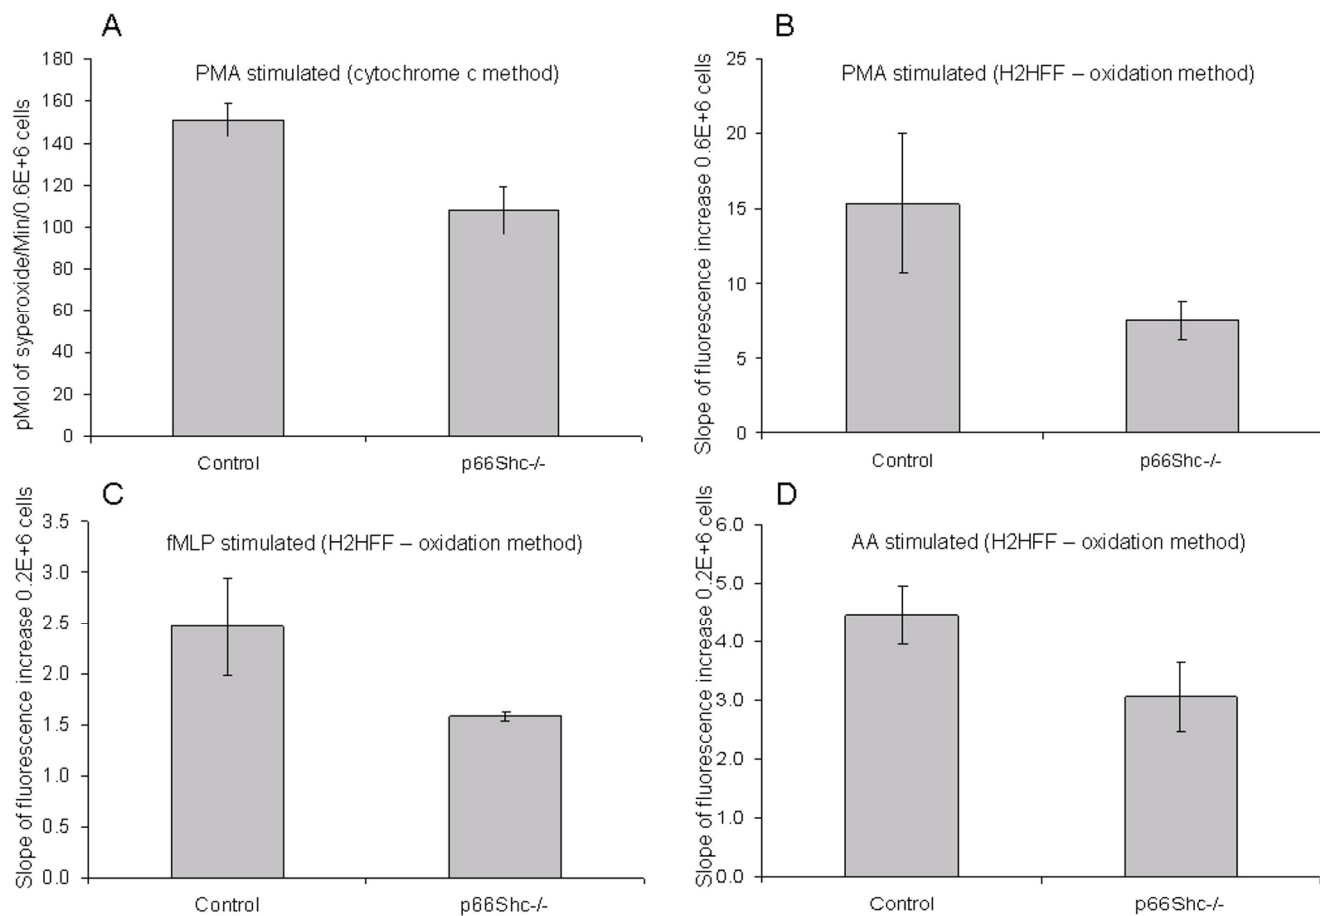 A
PMA stimulated (cytochrome c method)
pMol of syperoxide/Min/0.6E+6 cells
180
160
140
120
100
80
60
40
20
0
Control
p66Shc-/-
B
PMA stimulated (H2HFF – oxidation method)
Slope of fluorescence increase 0.6E+6 cells
25
20
15
10
5
0
Control
p66Shc-/-
C
fMLP stimulated (H2HFF – oxidation method)
Slope of fluorescence increase 0.2E+6 cells
3.5
3.0
2.5
2.0
1.5
1.0
0.5
0.0
Control
p66Shc-/-
D
AA stimulated (H2HFF – oxidation method)
Slope of fluorescence increase 0.2E+6 cells
6.0
5.0
4.0
3.0
2.0
1.0
0.0
Control
p66Shc-/-